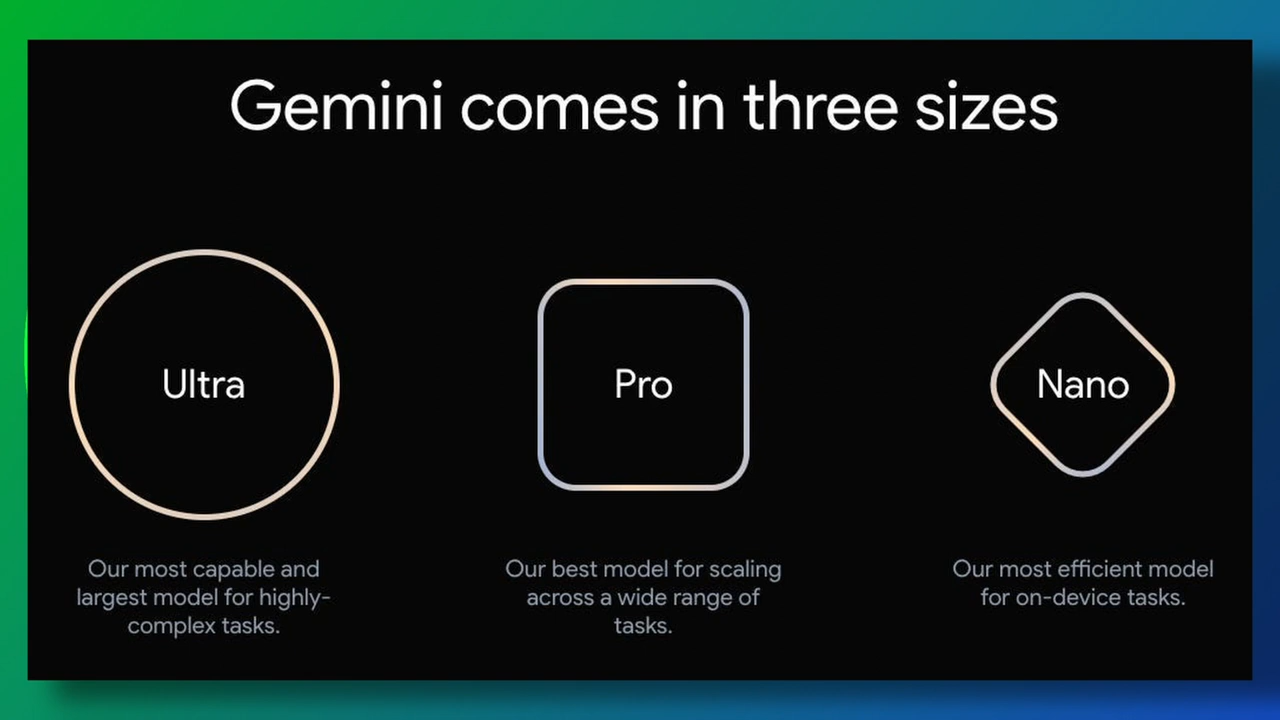 Gemini comes in three sizes
Ultra
Pro
Nano
Our most capable and
largest model for highly-
complex tasks.
Our best model for scaling
across a wide range of
tasks.
Our most efficient model
for on-device tasks.